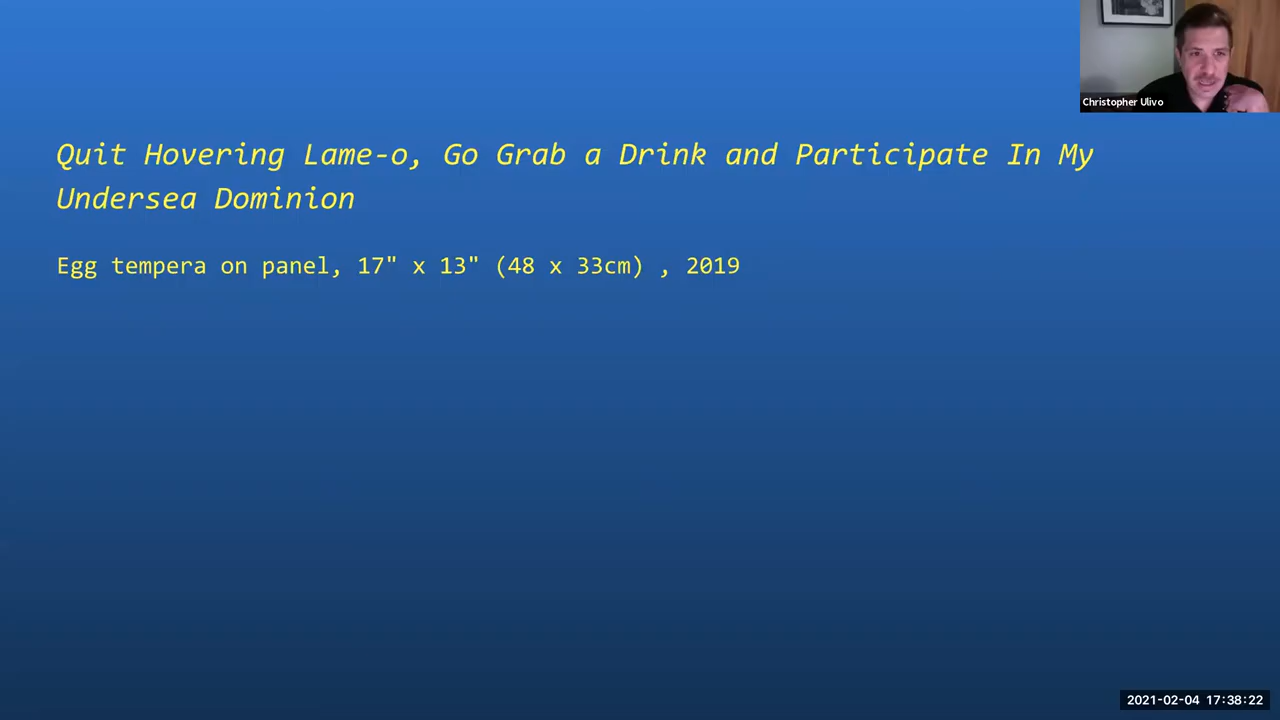 Christopher Ulivo
Quit Hovering Lame-o, Go Grab a Drink and Participate In My
Undersea Dominion
Egg tempera on panel, 17" x 13" (48 x 33cm) , 2019
2021-02-04 17:38:22